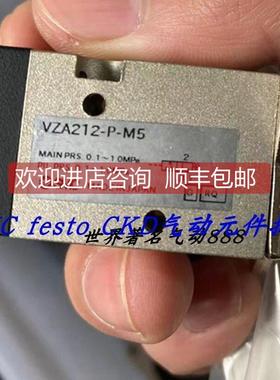 VZA212-P-M5
MAIN PRS. 0.1~1.0MPa
2
欢迎进店咨询 顺丰包邮
festo CKD气动元件
世界著名气动888